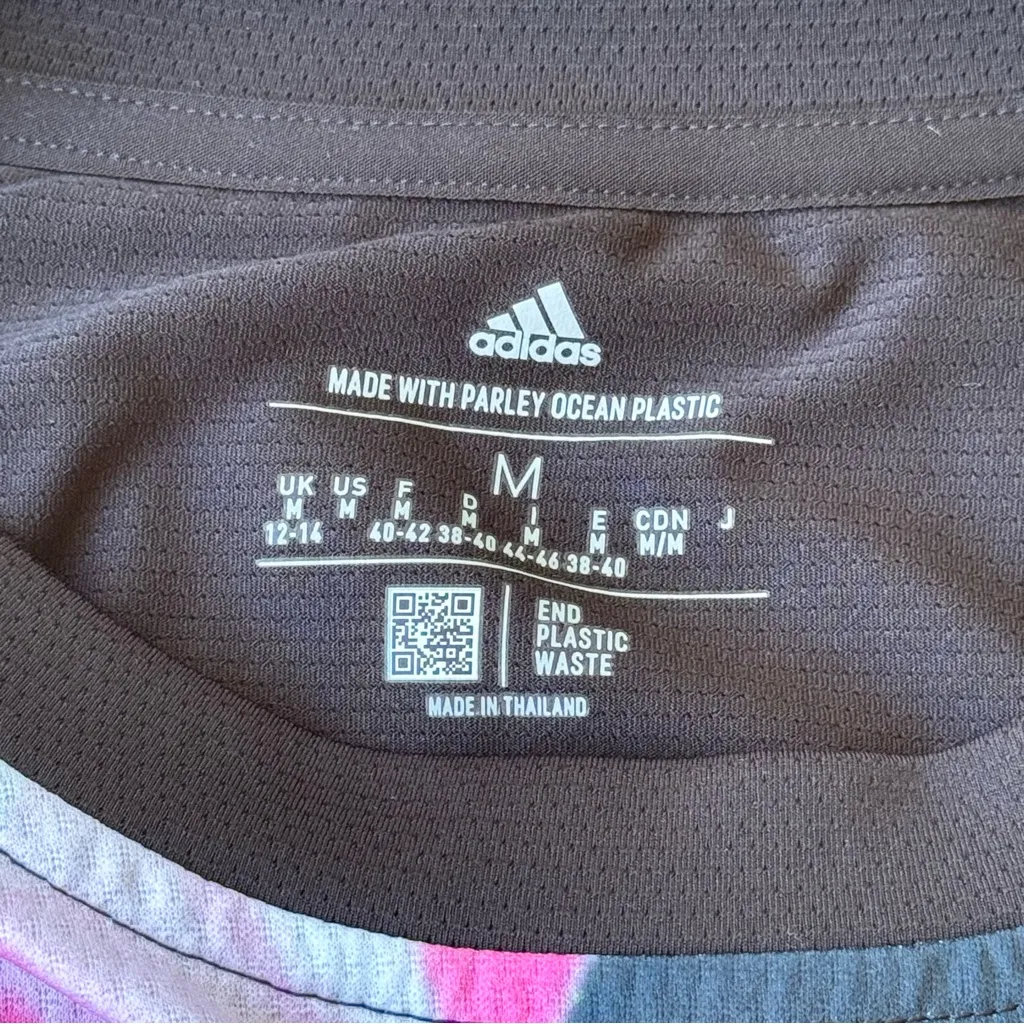 adidas
MADE WITH PARLEY OCEAN PLASTIC
M
UK US F D I E CDN J
M M M M M M M/M
12-14 40-42 38-40 44-46 38-40
END
PLASTIC
WASTE
MADE IN THAILAND